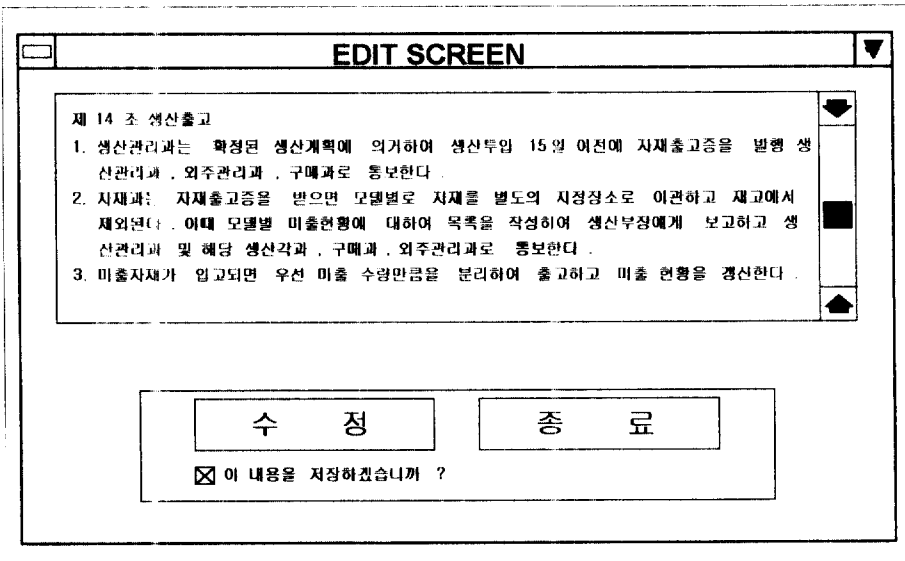 EDIT SCREEN
제 14 조 생산출고
1. 생산관리과는 확정된 생산계획에 의거하여 생산투입 15일 이전에 자재출고증을 발행 생
산관리과 , 외주관리과 , 구매과로 통보한다 .
2. 자재과는 자재출고증을 받으면 모델별로 자재를 별도의 지정장소로 이관하고 재고에서
제외된다 . 이때 모델별 미출현황에 대하여 목록을 작성하여 생산부장에게 보고하고 생
산관리과 및 해당 생산각과 , 구매과 , 외주관리과로 통보한다 .
3. 미출자재가 입고되면 우선 미출 수량만큼을 분리하여 출고하고 미출 현황을 갱신한다 .
수 정 종 료
이 내용을 저장하겠습니까 ?